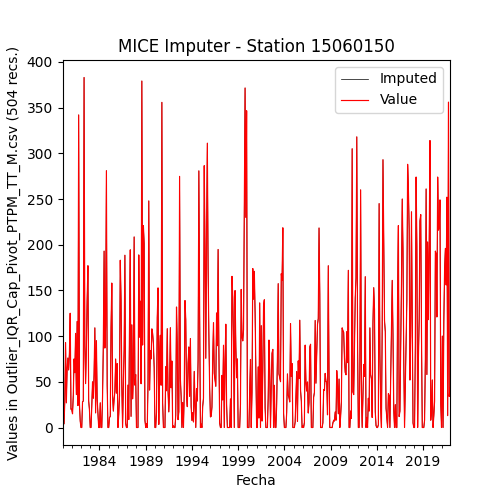 MICE Imputer - Station 15060150
Values in Outlier_IQR_Cap_Pivot_PTPM_TT_M.csv (504 recs.)
400
350
300
250
200
150
100
50
0
Imputed
Value
1984 1989 1994 1999 2004 2009 2014 2019
Fecha